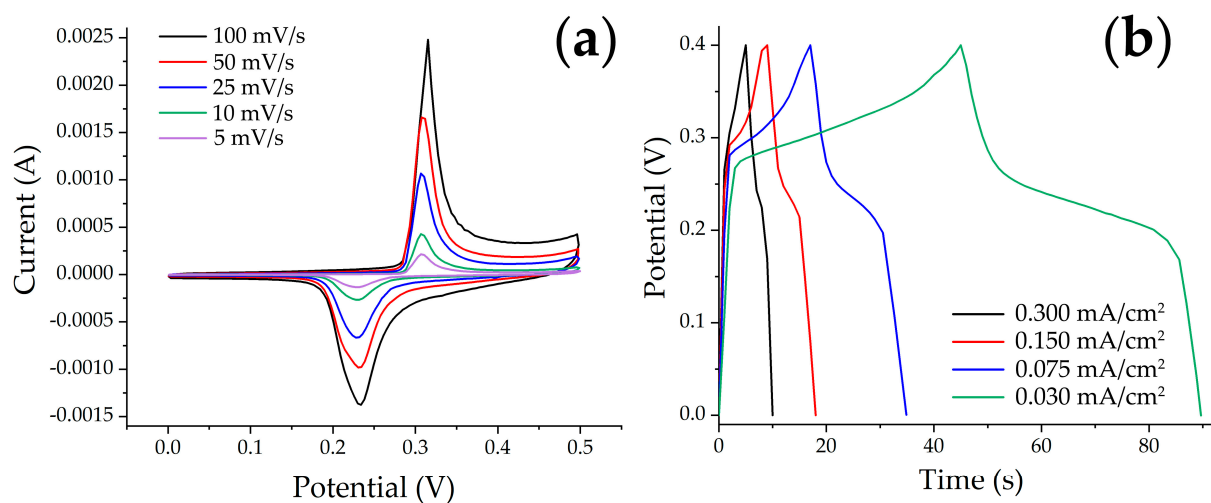 (a)
100 mV/s
50 mV/s
25 mV/s
10 mV/s
5 mV/s
0.0025
0.0020
0.0015
0.0010
0.0005
0.0000
-0.0005
-0.0010
-0.0015
Current (A)
0.0 0.1 0.2 0.3 0.4 0.5
Potential (V)
(b)
0.4
0.3
0.2
0.1
0.0
Potential (V)
0.300 mA/cm²
0.150 mA/cm²
0.075 mA/cm²
0.030 mA/cm²
0 20 40 60 80
Time (s)